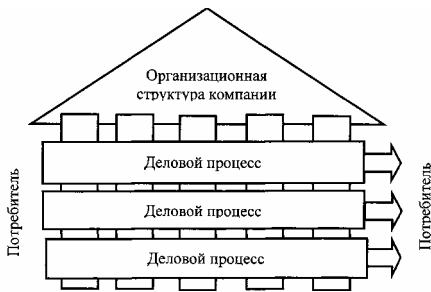 Организационная
структура компании
Потребитель
Деловой процесс
Деловой процесс
Деловой процесс
Потребитель